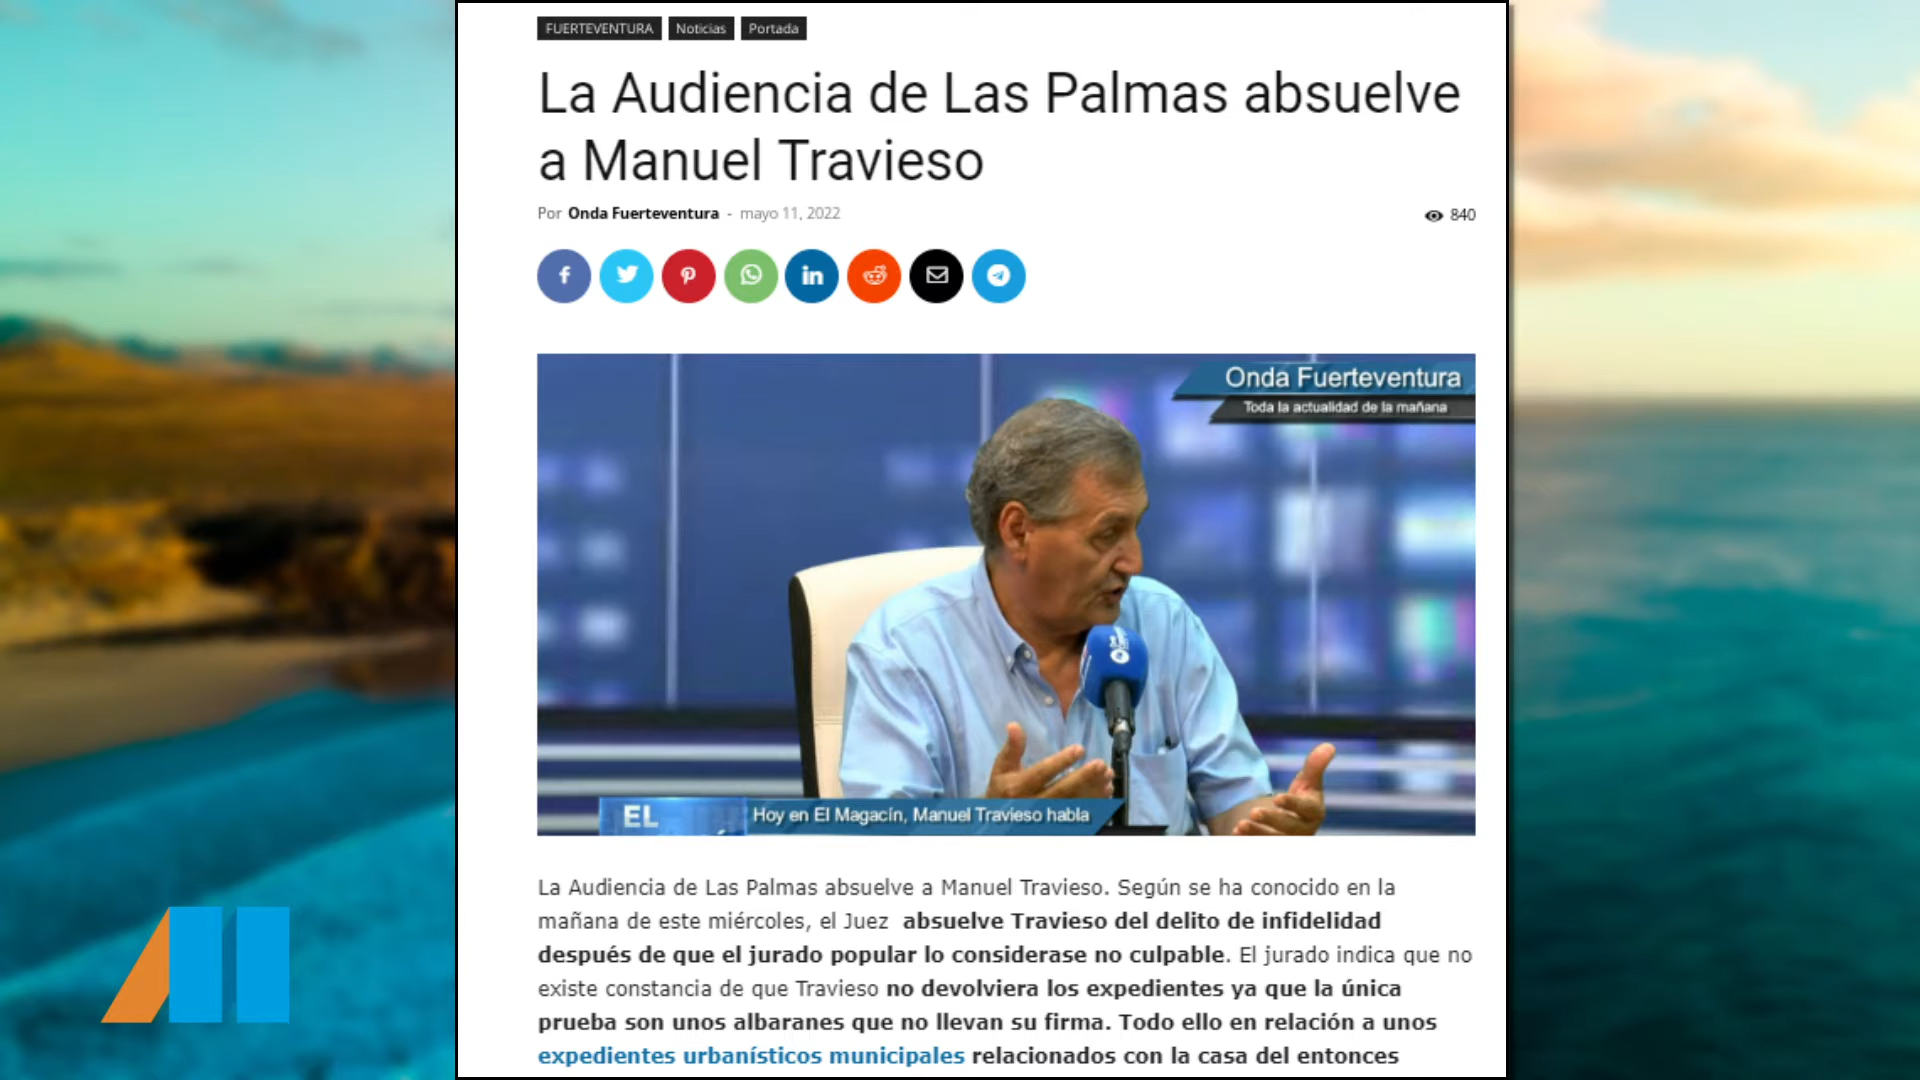 FUERTEVENTURA Noticias Portada
La Audiencia de Las Palmas absuelve
a Manuel Travieso
Por Onda Fuerteventura - mayo 11, 2022 840
Onda Fuerteventura
Toda la actualidad de la mañana
EL
Hoy en El Magacín, Manuel Travieso habla
La Audiencia de Las Palmas absuelve a Manuel Travieso. Según se ha conocido en la
mañana de este miércoles, el Juez absuelve Travieso del delito de infidelidad
después de que el jurado popular lo considerase no culpable. El jurado indica que no
existe constancia de que Travieso no devolviera los expedientes ya que la única
prueba son unos albaranes que no llevan su firma. Todo ello en relación a unos
expedientes urbanísticos municipales relacionados con la casa del entonces